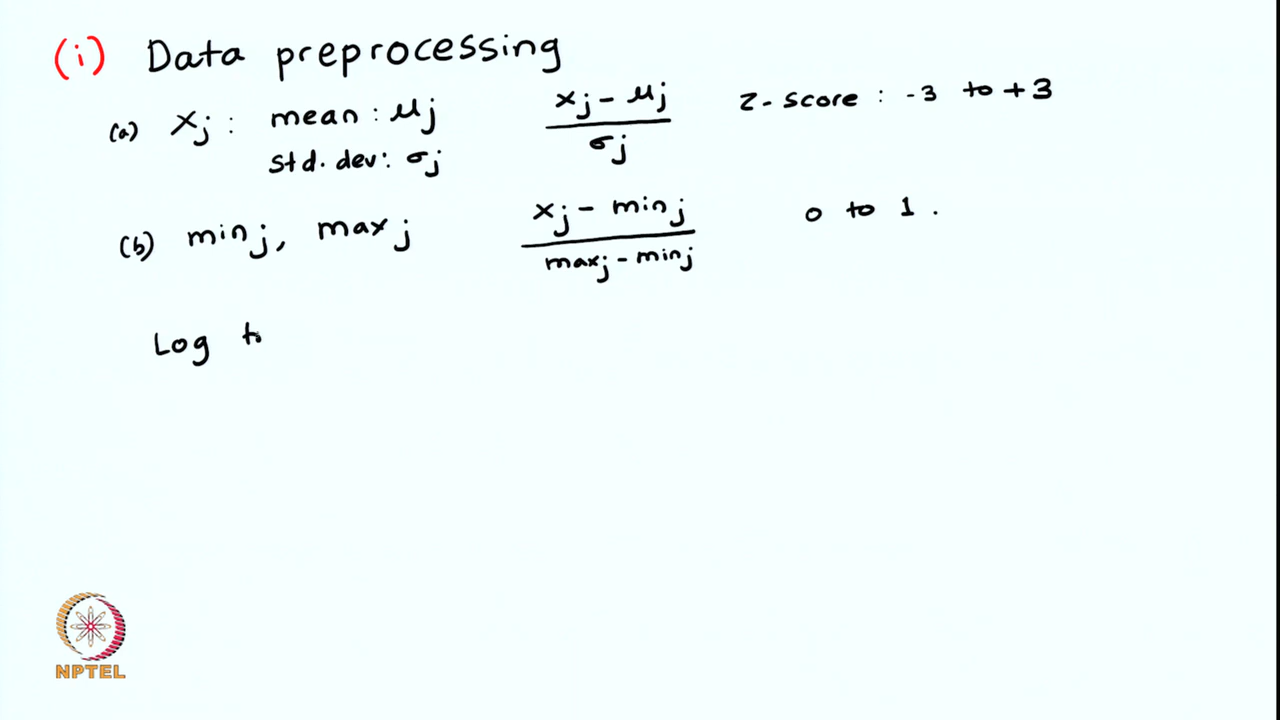 (i) Data preprocessing
(a) xj : mean : μj (xj - μj) / σj z-score : -3 to +3
std. dev : σj
(b) minj, maxj (xj - minj) / (maxj - minj) 0 to 1 .
Log t
NPTEL